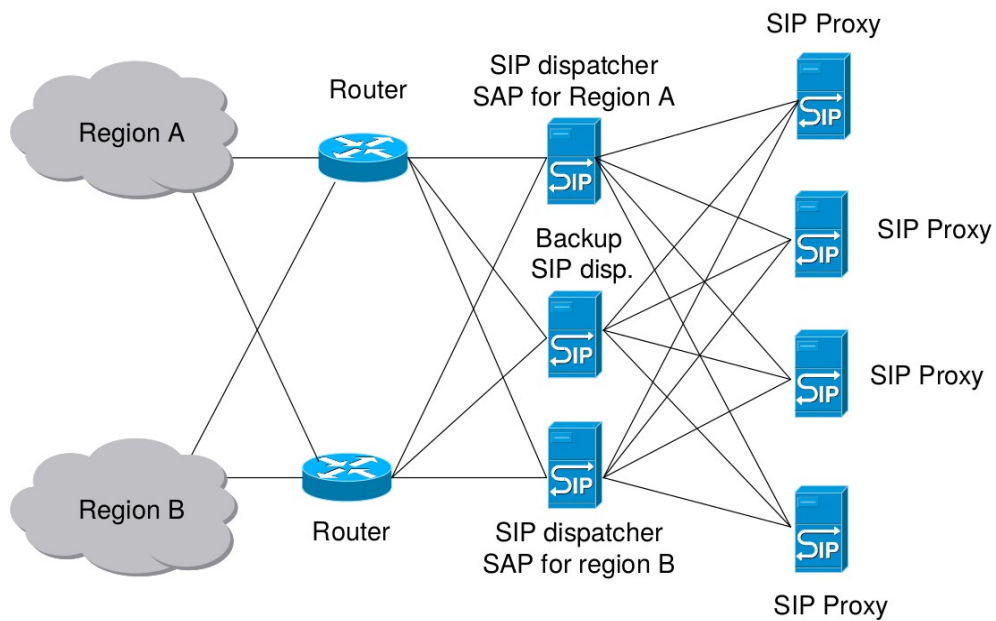 SIP Proxy
SIP dispatcher
SAP for Region A
Router
Region A
SIP
SIP
SIP Proxy
Backup
SIP disp.
SIP
SIP
SIP Proxy
SIP
Region B
Router
SIP
SIP dispatcher
SAP for region B
SIP
SIP Proxy